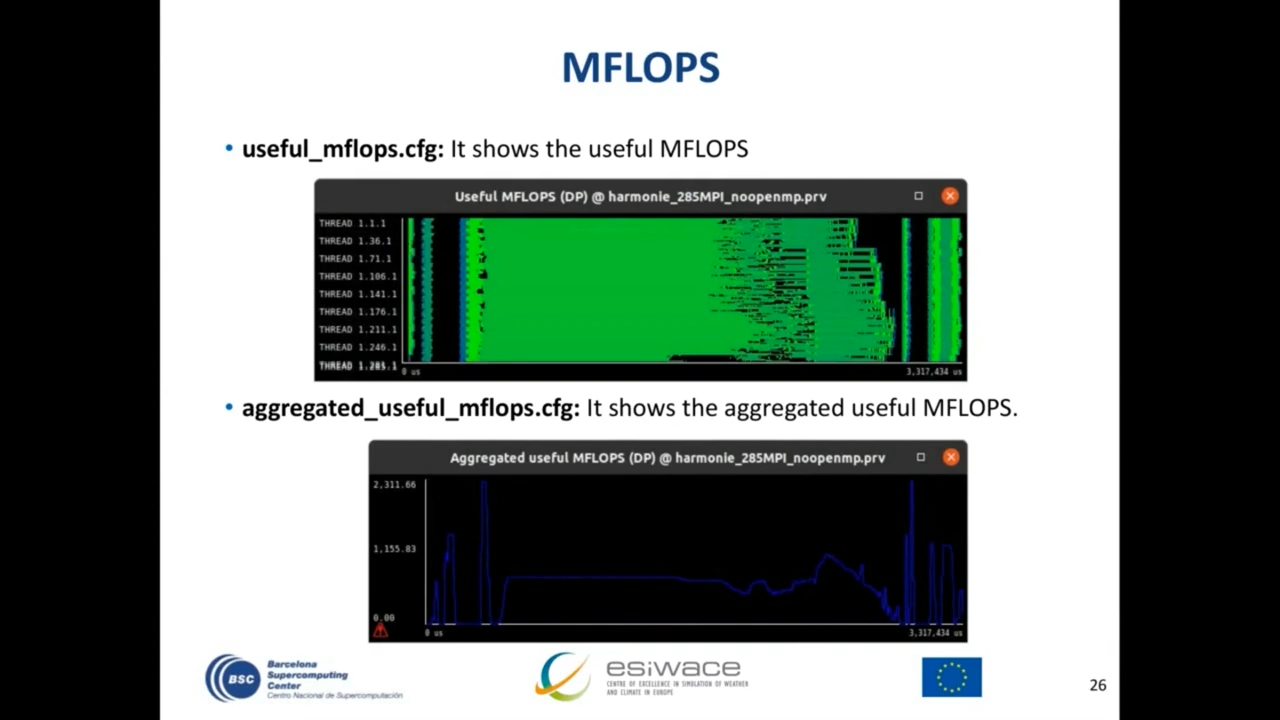 MFLOPS
• useful_mflops.cfg: It shows the useful MFLOPS
Useful MFLOPS (DP) @ harmonie_285MPI_noopenmp.prv
THREAD 1.1.1
THREAD 1.36.1
THREAD 1.71.1
THREAD 1.106.1
THREAD 1.141.1
THREAD 1.176.1
THREAD 1.211.1
THREAD 1.246.1
0 us
3,317,434 us
• aggregated_useful_mflops.cfg: It shows the aggregated useful MFLOPS.
Aggregated useful MFLOPS (DP) @ harmonie_285MPI_noopenmp.prv
2,311.66
1,155.83
0.00
0 us
3,317,434 us
BSC
Barcelona
Supercomputing
Center
Centro Nacional de Supercomputación
esiwace
CENTRE OF EXCELLENCE IN SIMULATION OF WEATHER
AND CLIMATE IN EUROPE
26